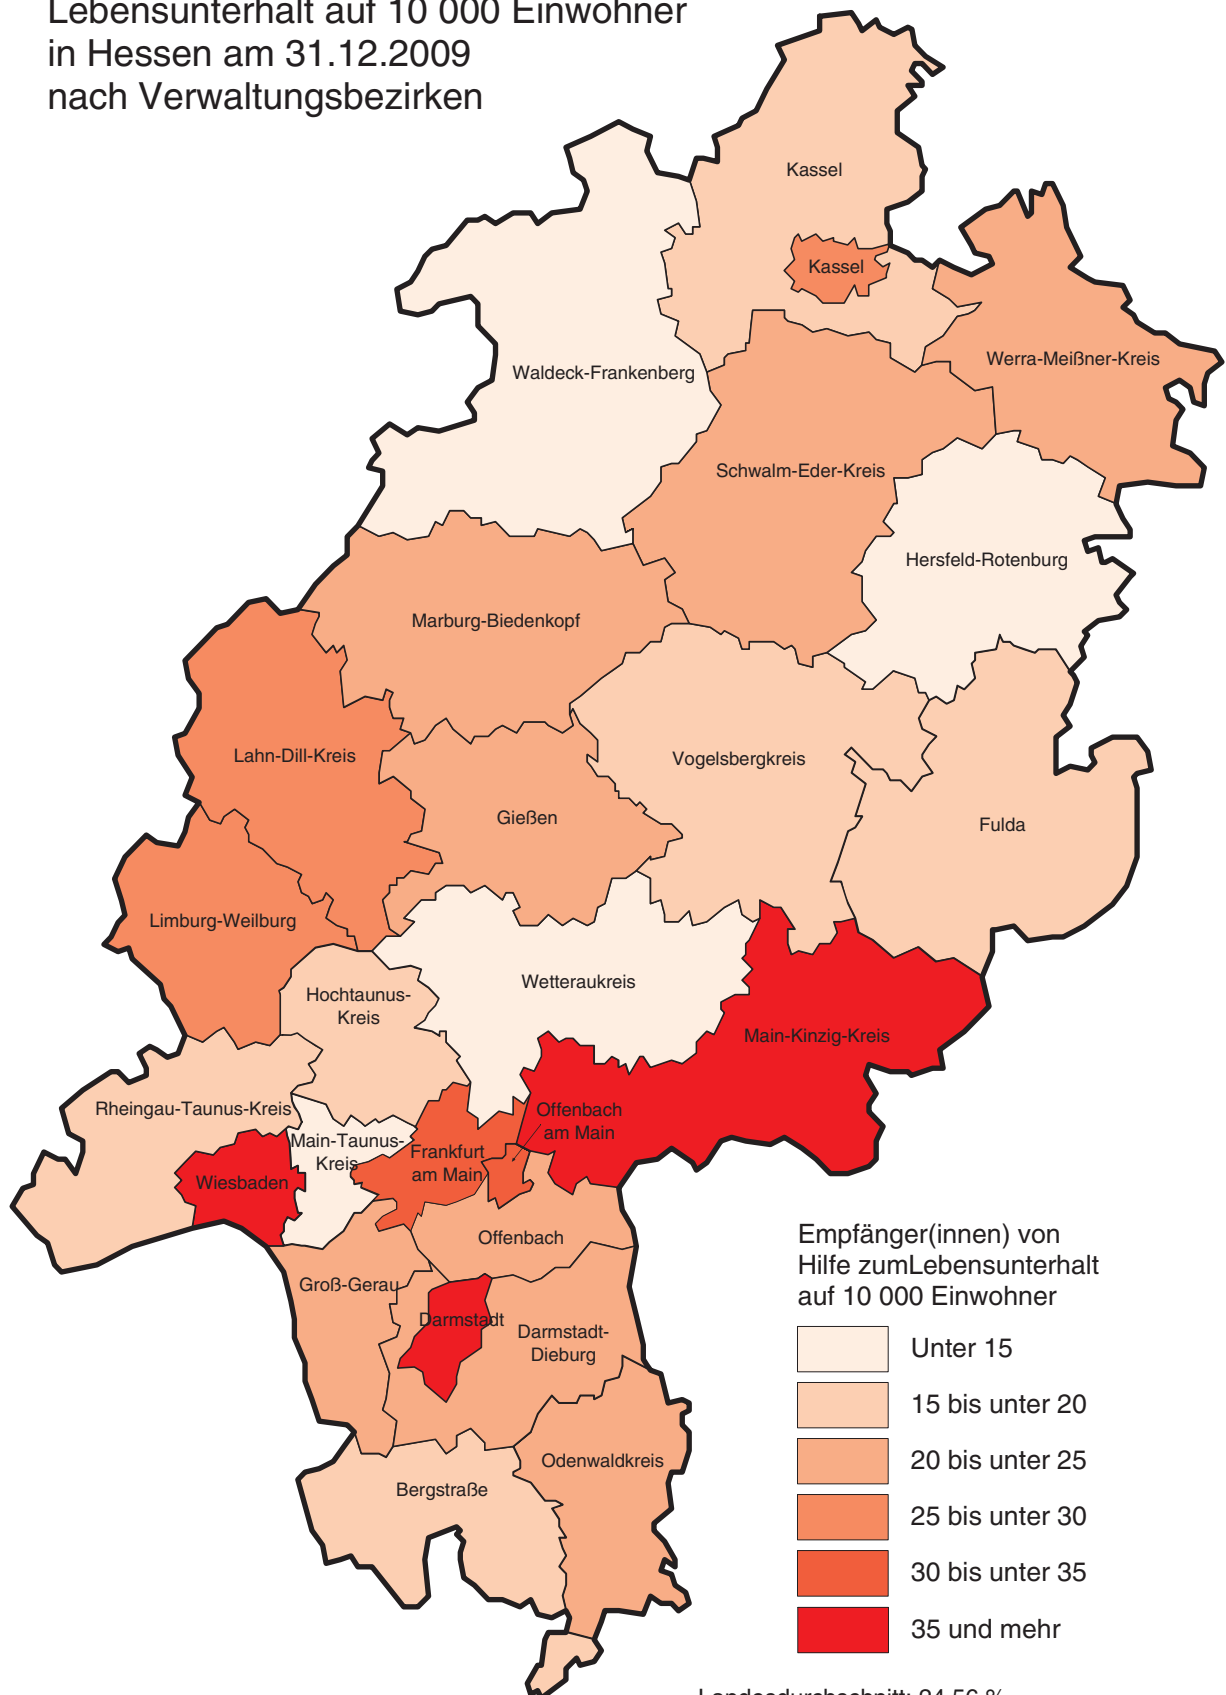 Lebensunterhalt auf 10 000 Einwohner
in Hessen am 31.12.2009
nach Verwaltungsbezirken
Kassel
Kassel
Werra-Meißner-Kreis
Waldeck-Frankenberg
Schwalm-Eder-Kreis
Hersfeld-Rotenburg
Marburg-Biedenkopf
Lahn-Dill-Kreis
Vogelsbergkreis
Gießen
Fulda
Limburg-Weilburg
Wetteraukreis
Hochtaunus-
Kreis
Main-Kinzig-Kreis
Rheingau-Taunus-Kreis
Offenbach
am Main
Main-Taunus-
Kreis
Frankfurt
am Main
Wiesbaden
Offenbach
Groß-Gerau
Darmstadt
Darmstadt-
Dieburg
Odenwaldkreis
Bergstraße
Empfänger(innen) von
Hilfe zumLebensunterhalt
auf 10 000 Einwohner
Unter 15
15 bis unter 20
20 bis unter 25
25 bis unter 30
30 bis unter 35
35 und mehr
Landesdurchschnitt: 24,56 %